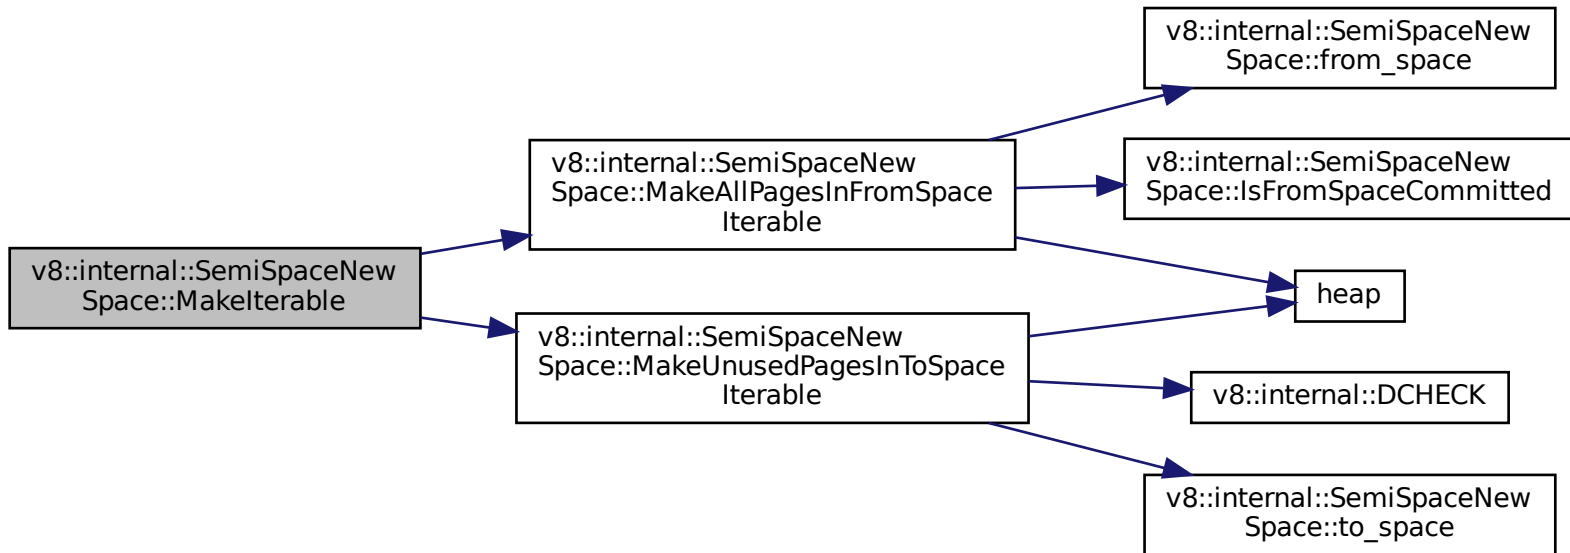 v8::internal::SemiSpaceNew
Space::MakeIterable
v8::internal::SemiSpaceNew
Space::MakeAllPagesInFromSpace
Iterable
v8::internal::SemiSpaceNew
Space::MakeUnusedPagesInToSpace
Iterable
v8::internal::SemiSpaceNew
Space::from_space
v8::internal::SemiSpaceNew
Space::IsFromSpaceCommitted
heap
v8::internal::DCHECK
v8::internal::SemiSpaceNew
Space::to_space